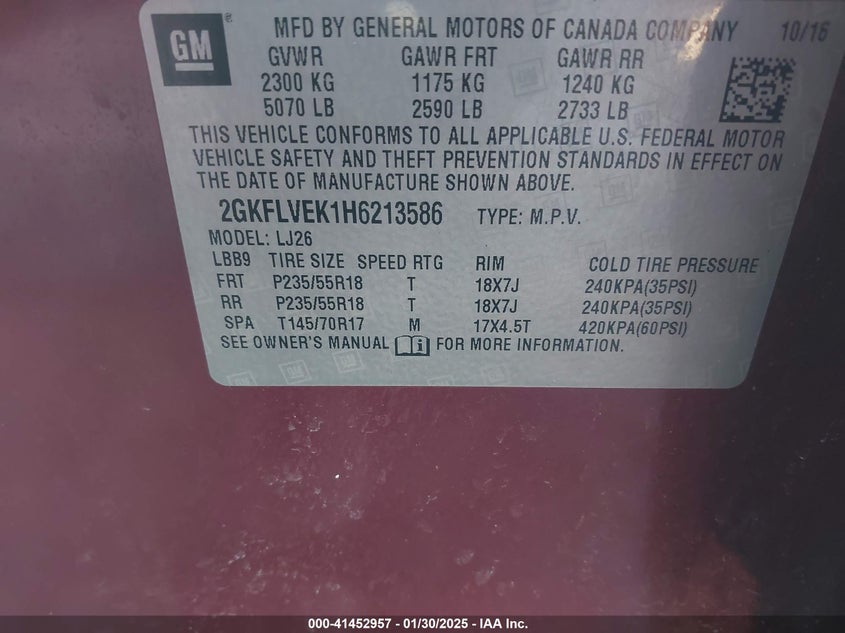 GM
®
MFD BY GENERAL MOTORS OF CANADA COMPANY 10/16
GVWR GAWR FRT GAWR RR
2300 KG 1175 KG 1240 KG
5070 LB 2590 LB 2733 LB
THIS VEHICLE CONFORMS TO ALL APPLICABLE U.S. FEDERAL MOTOR
VEHICLE SAFETY AND THEFT PREVENTION STANDARDS IN EFFECT ON
THE DATE OF MANUFACTURE SHOWN ABOVE.
2GKFLVEK1H6213586 TYPE: M.P.V.
MODEL: LJ26
LBB9 TIRE SIZE SPEED RTG RIM COLD TIRE PRESSURE
FRT P235/55R18 T 18X7J 240KPA(35PSI)
RR P235/55R18 T 18X7J 240KPA(35PSI)
SPA T145/70R17 M 17X4.5T 420KPA(60PSI)
SEE OWNER'S MANUAL i FOR MORE INFORMATION.
000-41452957 - 01/30/2025 - IAA Inc.